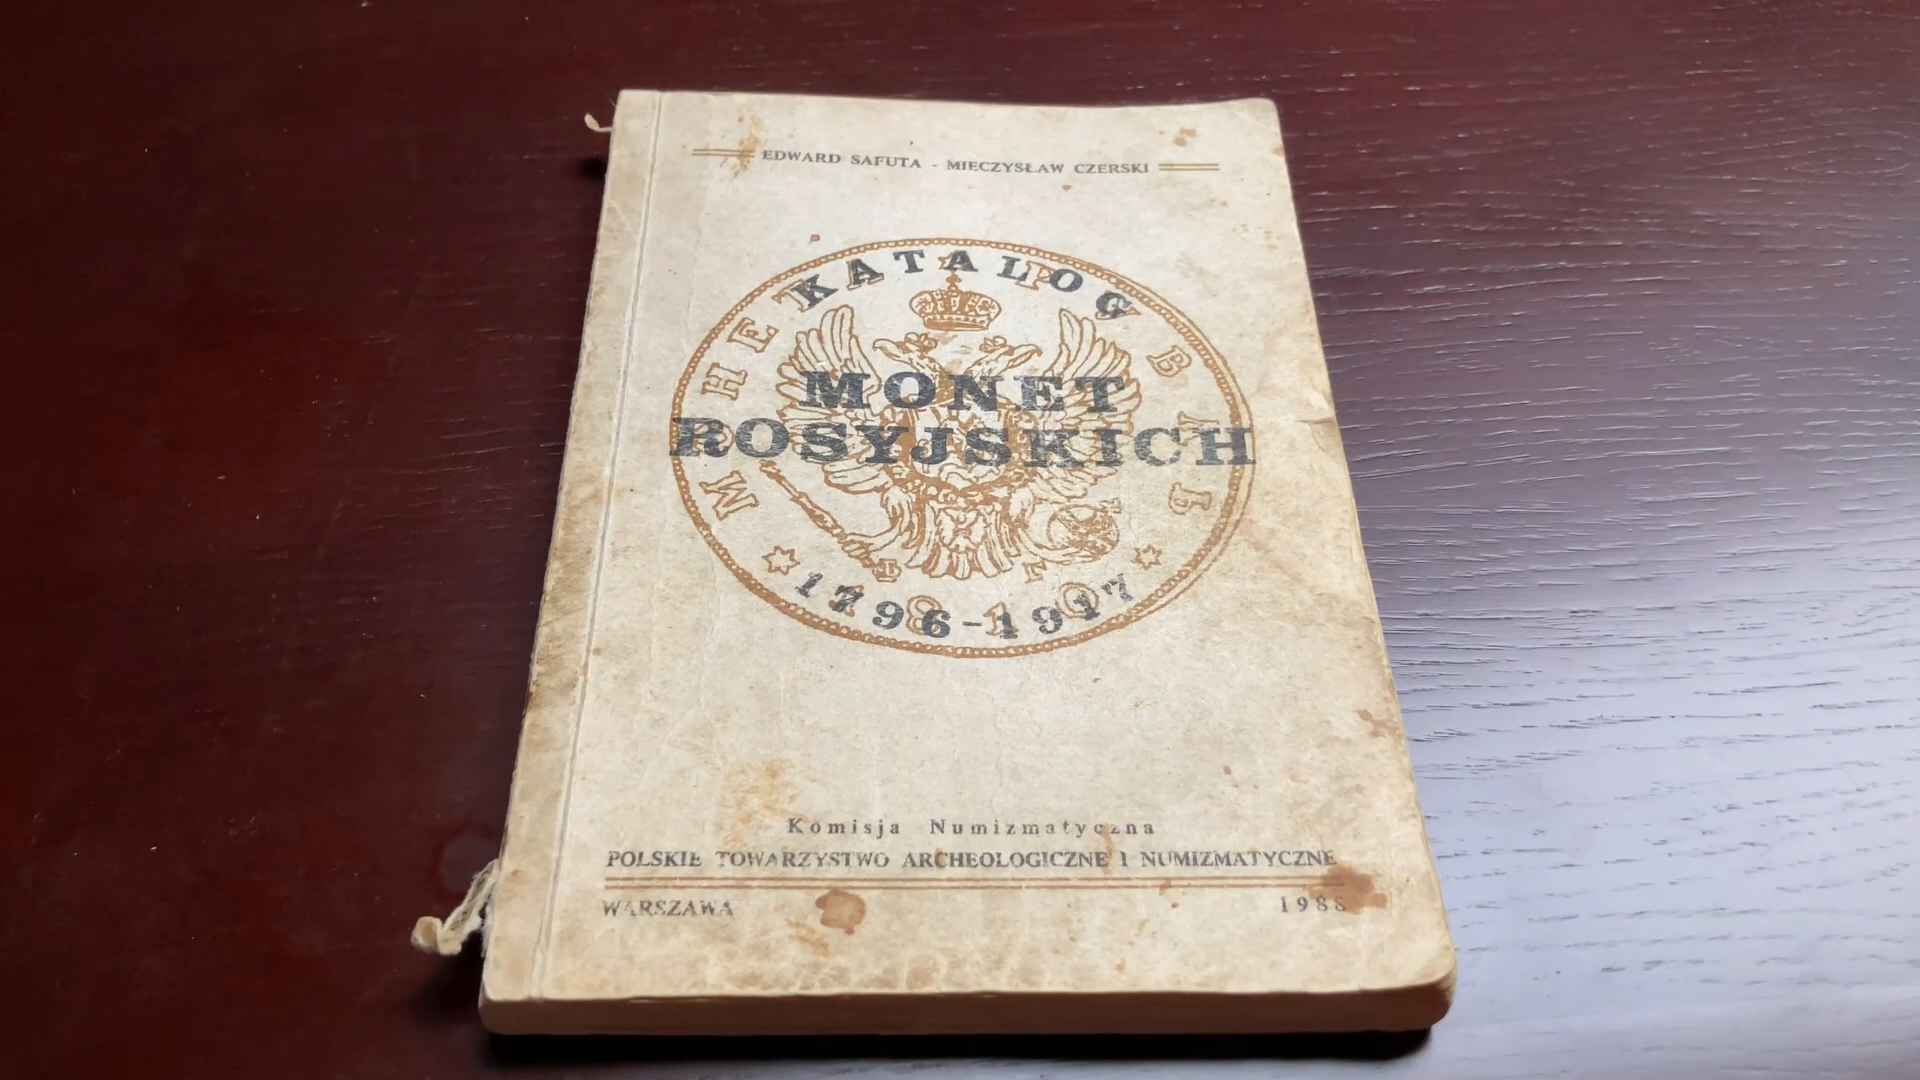 EDWARD SAFUTA - MIECZYSŁAW CZERSKI
KATALOG
MONET
ROSYJSKICH
1796-1917
Komisja Numizmatyczna
POLSKIE TOWARZYSTWO ARCHEOLOGICZNE I NUMIZMATYCZNE
WARSZAWA 1988